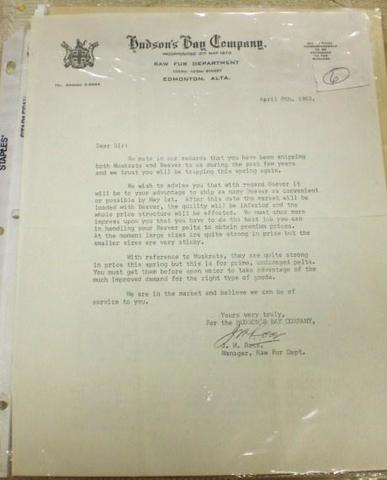 Hudson's Bay Company.
INCORPORATED 2ND MAY 1670
RAW FUR DEPARTMENT
EDMONTON, ALTA.
6
STAPLES
April 8th, 1963.
Dear Sir:
We note in our records that you have been shipping
both Muskrats and Beaver to us during the past few years
and we trust you will be trapping this spring again.
We wish to advise you that with regard Beaver it
will be to your advantage to ship as many Beaver as convenient
or possible by May 1st. After this date the market will be
loaded with Beaver, the quality will be inferior and the
whole price structure will be effected. We must once more
impress upon you that you have to do the best job you can
in handling your Beaver pelts to obtain premium prices.
At the moment large sizes are quite strong in price but the
smaller sizes are very sticky.
With reference to Muskrats, they are quite strong
in price this spring but this is for prime, undamaged pelts.
You must get them before open water to take advantage of the
much improved demand for the right type of goods.
We are in the market and believe we can be of
service to you.
Yours very truly,
For the HUDSON'S BAY COMPANY,
Manager, Raw Fur Dept.